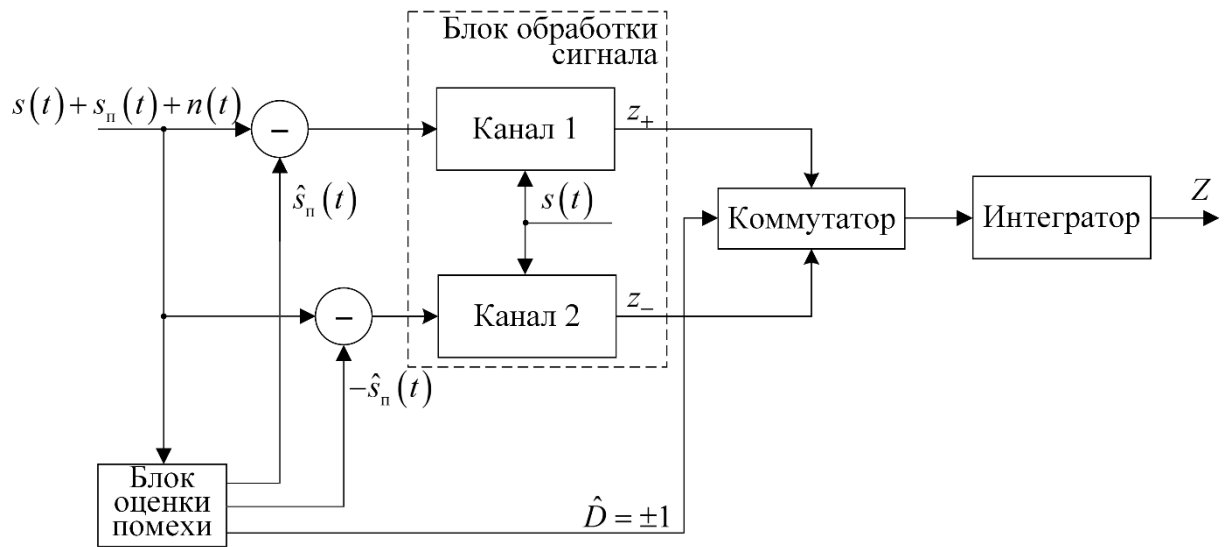 Блок обработки
сигнала
s(t) + sп(t) + n(t)
−
Канал 1
z+
ŝп(t)
s(t)
Коммутатор
Интегратор
Z
−
Канал 2
z−
−ŝп(t)
Блок
оценки
помехи
D̂ = ±1